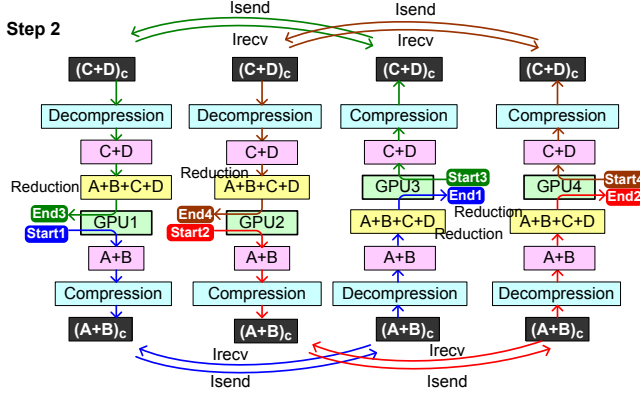 Isend
Isend
Step 2
Irecv
Irecv
(C+D)c
(C+D)c
(C+D)c
(C+D)c
Decompression
Decompression
Compression
Compression
C+D
C+D
C+D
C+D
Reduction
A+B+C+D
Reduction
A+B+C+D
GPU3
Start3
GPU4
Start4
End1
End2
End3
GPU1
End4
GPU2
Start1
Start2
A+B+C+D
Reduction
A+B+C+D
Reduction
A+B
A+B
A+B
A+B
Compression
Compression
Decompression
Decompression
(A+B)c
(A+B)c
(A+B)c
(A+B)c
Irecv
Irecv
Isend
Isend